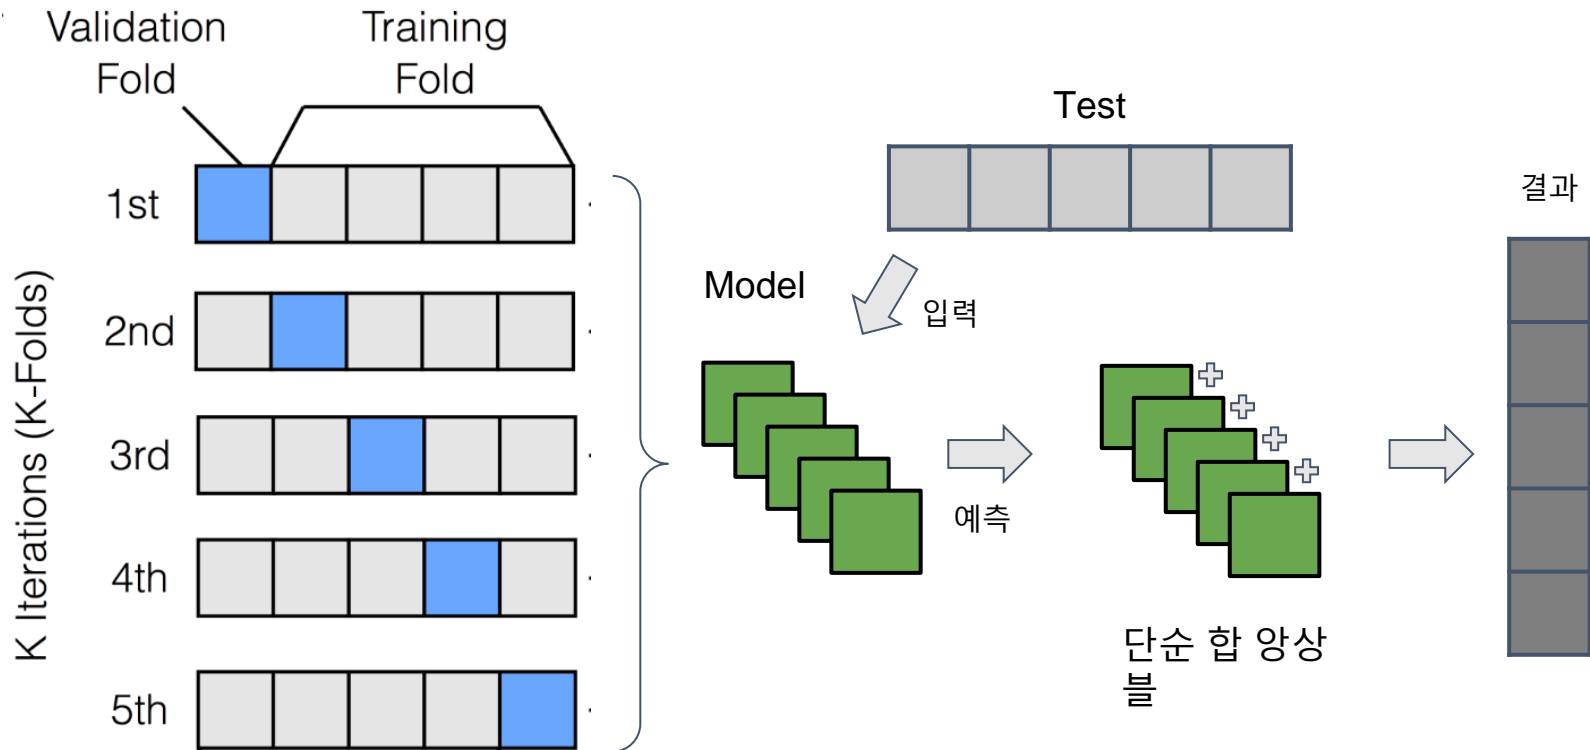 Validation
Fold
Training
Fold
Test
결과
1st
Model
입력
2nd
K Iterations (K-Folds)
3rd
예측
4th
단순 합 앙상
블
5th